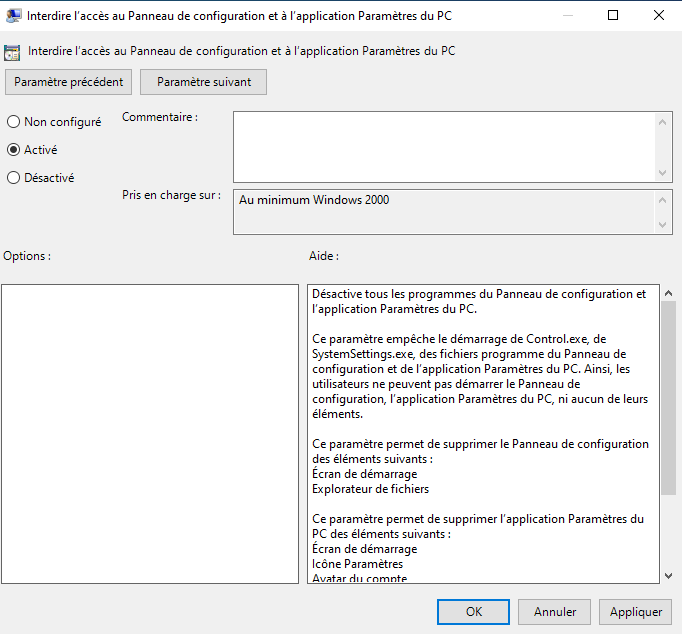 Interdire l'accès au Panneau de configuration et à l'application Paramètres du PC
Interdire l'accès au Panneau de configuration et à l'application Paramètres du PC
Paramètre précédent
Paramètre suivant
Non configuré
Commentaire :
Activé
Désactivé
Pris en charge sur :
Au minimum Windows 2000
Options :
Aide :
Désactive tous les programmes du Panneau de configuration et
l'application Paramètres du PC.
Ce paramètre empêche le démarrage de Control.exe, de
SystemSettings.exe, des fichiers programme du Panneau de
configuration et de l'application Paramètres du PC. Ainsi, les
utilisateurs ne peuvent pas démarrer le Panneau de
configuration, l'application Paramètres du PC, ni aucun de leurs
éléments.
Ce paramètre permet de supprimer le Panneau de configuration
des éléments suivants :
Écran de démarrage
Explorateur de fichiers
Ce paramètre permet de supprimer l'application Paramètres du
PC des éléments suivants :
Écran de démarrage
Icône Paramètres
Avatar du compte
OK
Annuler
Appliquer